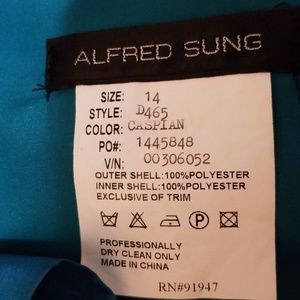 ALFRED SUNG
SIZE: 14
STYLE: D465
COLOR: CASPIAN
PO#: 1445848
V/N: 00306052
OUTER SHELL:100%POLYESTER
INNER SHELL:100%POLYESTER
EXCLUSIVE OF TRIM
PROFESSIONALLY
DRY CLEAN ONLY
MADE IN CHINA
RN#91947